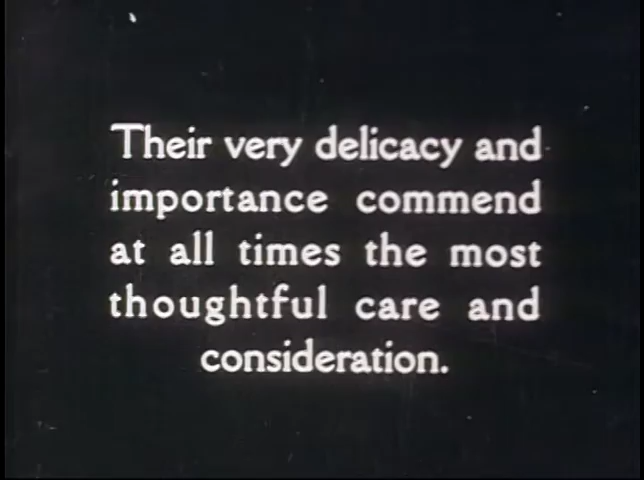 Their very delicacy and
importance commend
at all times the most
thoughtful care and
consideration.